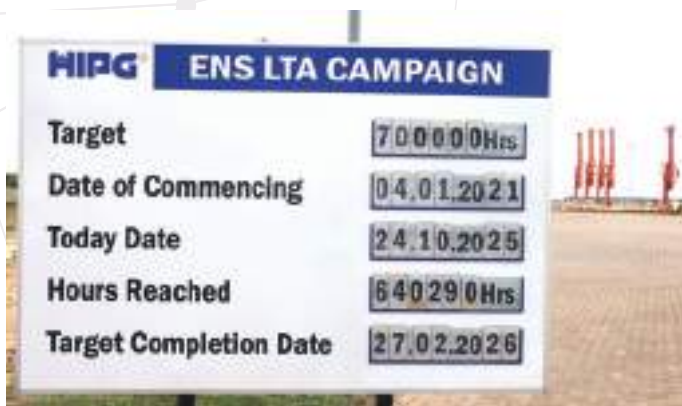 HIPG ENS LTA CAMPAIGN
Target 700000Hrs
Date of Commencing 04.01.2021
Today Date 24.10.2025
Hours Reached 640290Hrs
Target Completion Date 27.02.2026